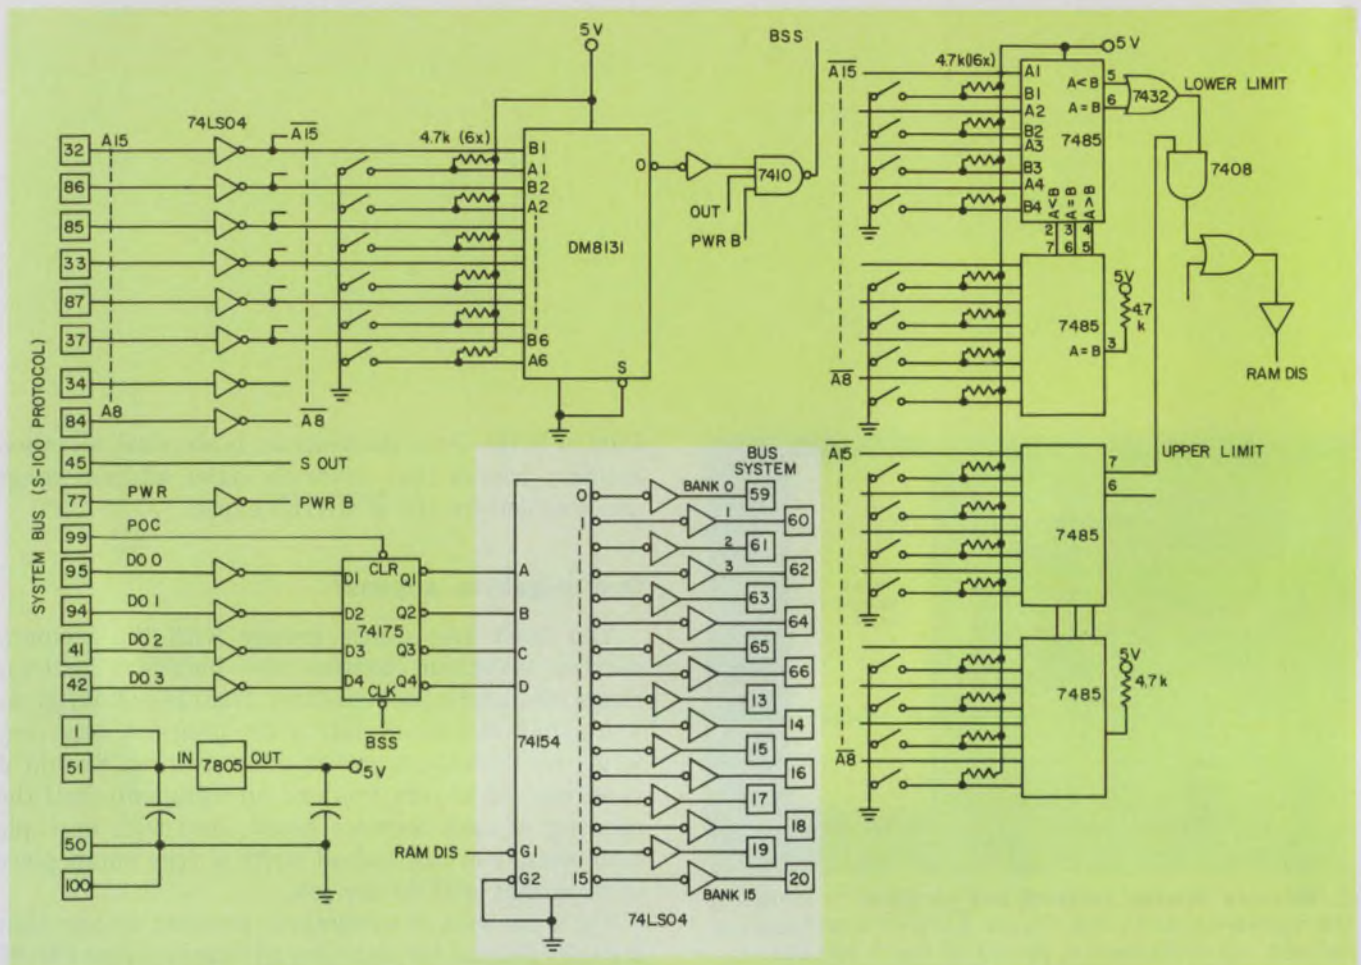 SYSTEM BUS (S-100 PROTOCOL)
32
A15
74LS04
A15
86
85
33
87
37
34
84
A8
A8
45
S OUT
77
PWR
PWR B
99
POC
95
DO 0
94
DO 1
41
DO 2
42
DO 3
1
51
50
100
IN
7805
OUT
5V
5V
4.7k (6x)
B1
A1
B2
A2
B6
A6
DM8131
O
S
7410
OUT
PWR B
BSS
D1
D2
D3
D4
CLR
74175
CLK
Q1
Q2
Q3
Q4
BSS
A
B
C
D
74154
RAM DIS
G1
G2
0
15
74LS04
BUS
SYSTEM
BANK 0
59
1
60
2
61
3
62
63
64
65
66
13
14
15
16
17
18
19
BANK 15
20
A15
4.7k(16x)
5V
A1
B1
A2
B2
A3
B3
A4
B4
A<B
A=B
7485
5
6
7432
LOWER LIMIT
7408
A<B
A=B
A>B
2
3
4
7
6
5
7485
A=B
3
5V
4.7
k
A8
RAM DIS
A15
UPPER LIMIT
7
6
7485
7485
5V
4.7k
A8